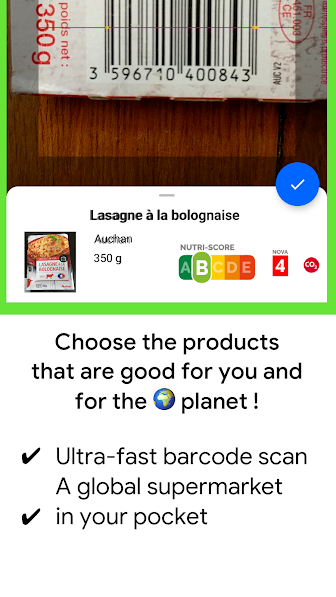 poids net :
350g
FR
CE
3 596710 400843
AUCV2
Lasagne à la bolognaise
Auchan
350 g
NUTRI-SCORE
A B C D E
NOVA
4
CO2
LASAGNE À LA
BOLOGNAISE
Choose the products
that are good for you and
for the 🌍 planet !
✔ Ultra-fast barcode scan
A global supermarket
✔ in your pocket